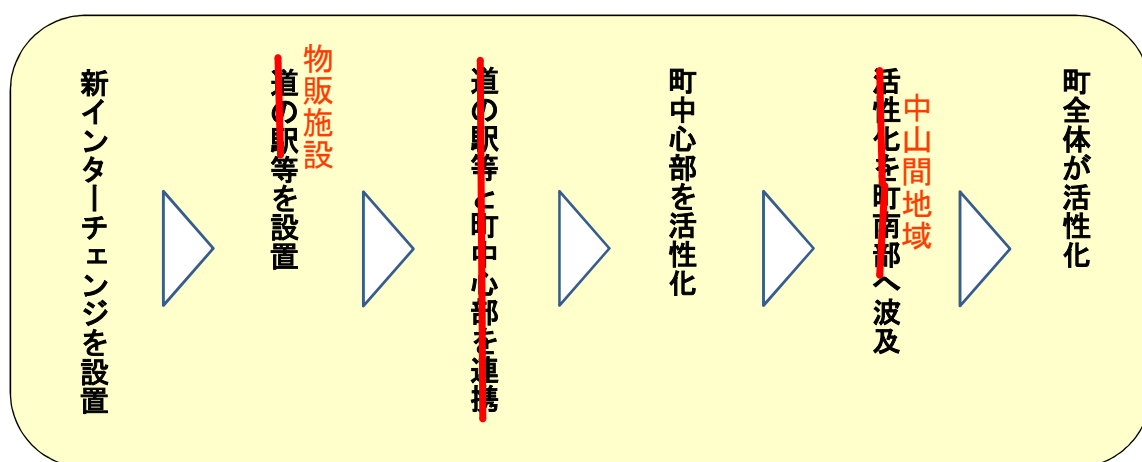 新インターチェンジを設置
道の駅等を設置
物販施設
道の駅等と町中心部を連携
町中心部を活性化
活性化を町南部へ波及
中山間地域
町全体が活性化